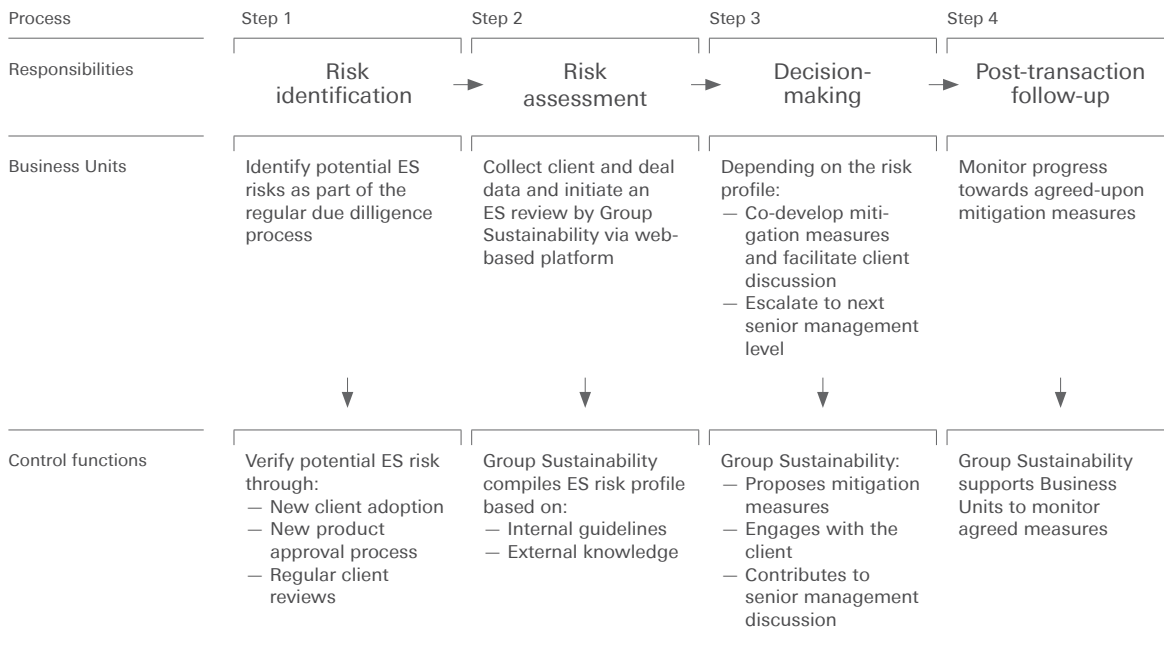 Process
Step 1
Step 2
Step 3
Step 4
Responsibilities
Risk
identification
Risk
assessment
Decision-
making
Post-transaction
follow-up
Business Units
Identify potential ES
risks as part of the
regular due dilligence
process
Collect client and deal
data and initiate an
ES review by Group
Sustainability via web-
based platform
Depending on the risk
profile:
— Co-develop miti-
gation measures
and facilitate client
discussion
— Escalate to next
senior management
level
Monitor progress
towards agreed-upon
mitigation measures
Control functions
Verify potential ES risk
through:
— New client adoption
— New product
approval process
— Regular client
reviews
Group Sustainability
compiles ES risk profile
based on:
— Internal guidelines
— External knowledge
Group Sustainability:
— Proposes mitigation
measures
— Engages with the
client
— Contributes to
senior management
discussion
Group Sustainability
supports Business
Units to monitor
agreed measures